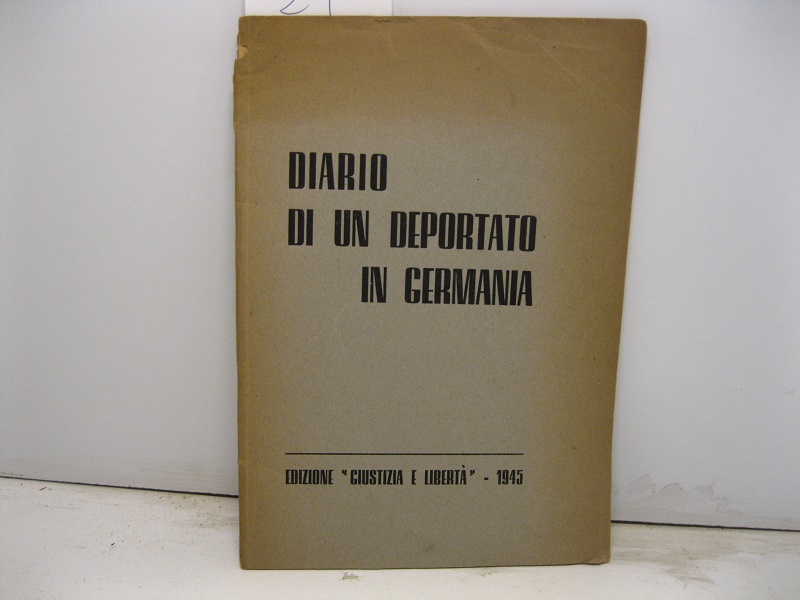 DIARIO
DI UN DEPORTATO
IN GERMANIA
EDIZIONE "GIUSTIZIA E LIBERTÀ" - 1945